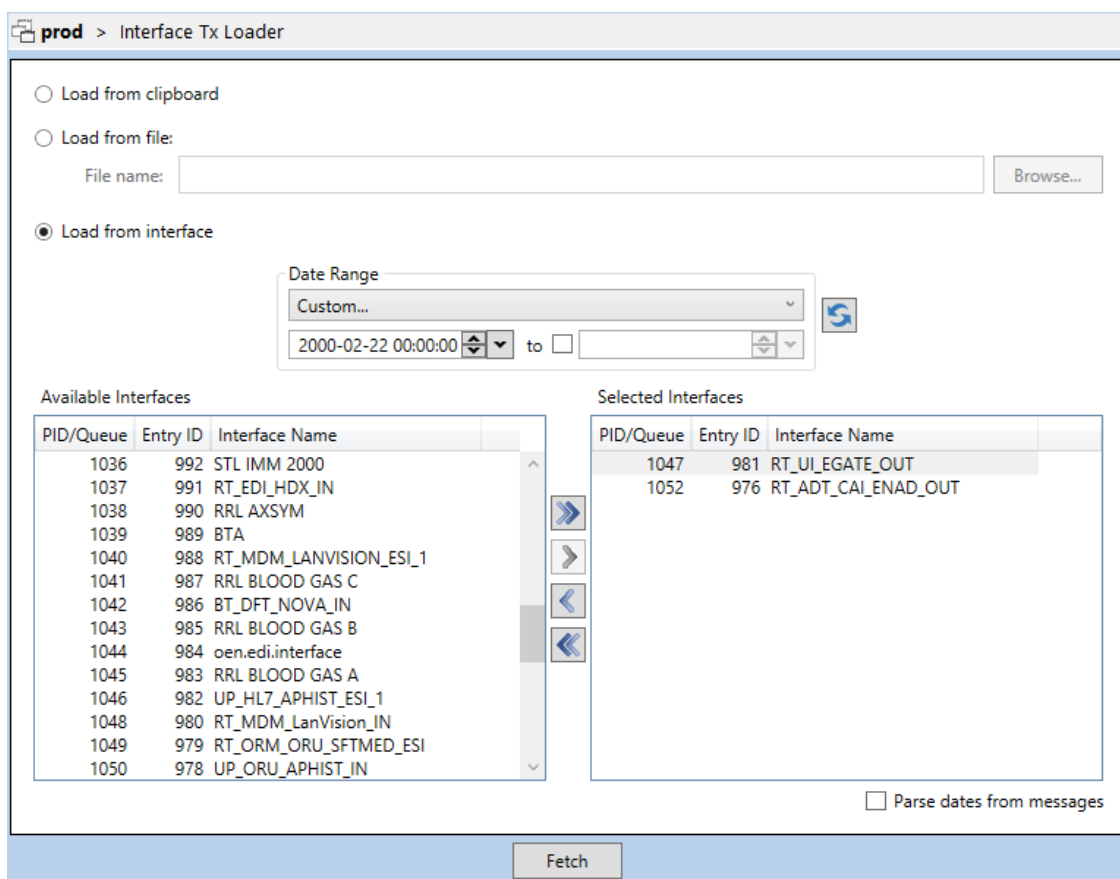 prod > Interface Tx Loader
Load from clipboard
Load from file:
File name: Browse...
Load from interface
Date Range
Custom...
2000-02-22 00:00:00 to
Available Interfaces
PID/Queue Entry ID Interface Name
1036 992 STL IMM 2000
1037 991 RT_EDI_HDX_IN
1038 990 RRL AXSYM
1039 989 BTA
1040 988 RT_MDM_LANVISION_ESI_1
1041 987 RRL BLOOD GAS C
1042 986 BT_DFT_NOVA_IN
1043 985 RRL BLOOD GAS B
1044 984 oen.edi.interface
1045 983 RRL BLOOD GAS A
1046 982 UP_HL7_APHIST_ESI_1
1048 980 RT_MDM_LanVision_IN
1049 979 RT_ORM_ORU_SFTMED_ESI
1050 978 UP_ORU_APHIST_IN
Selected Interfaces
PID/Queue Entry ID Interface Name
1047 981 RT_UI_EGATE_OUT
1052 976 RT_ADT_CAI_ENAD_OUT
Parse dates from messages
Fetch